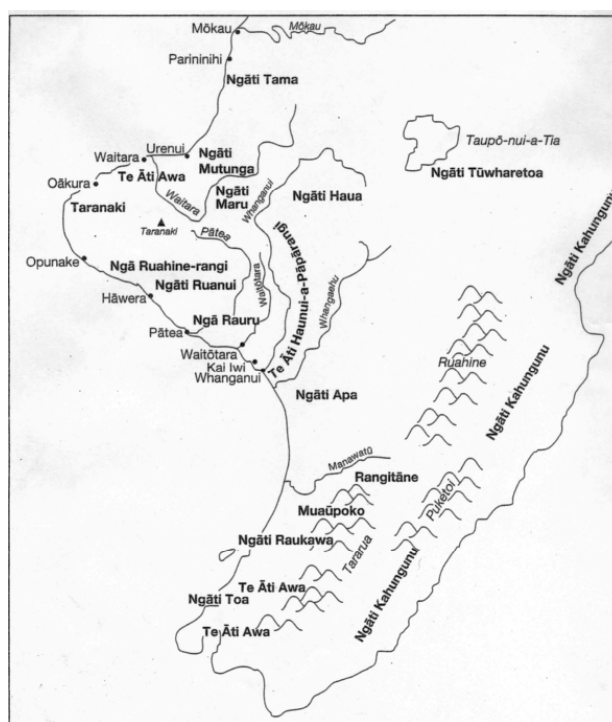 Mōkau
Mōkau
Parininihi
Ngāti Tama
Taupō-nui-a-Tia
Ngāti Tūwharetoa
Urenui
Waitara
Ngāti
Mutunga
Te Āti Awa
Oākura
Ngāti
Maru
Waitara
Whanganui
Ngāti Haua
Taranaki
Taranaki
Pātea
Ngāti Kahungunu
Opunake
Ngā Ruahine-rangi
Te Āti Haunui-a-Pāpārangi
Ngāti Ruanui
Waitōtara
Whangaehu
Hāwera
Ngā Rauru
Pātea
Waitōtara
Kai Iwi
Whanganui
Ruahine
Ngāti Kahungunu
Ngāti Apa
Manawatū
Rangitāne
Puketoi
Muaūpoko
Ngāti Raukawa
Tararua
Ngāti Kahungunu
Te Āti Awa
Ngāti Toa
Te Āti Awa